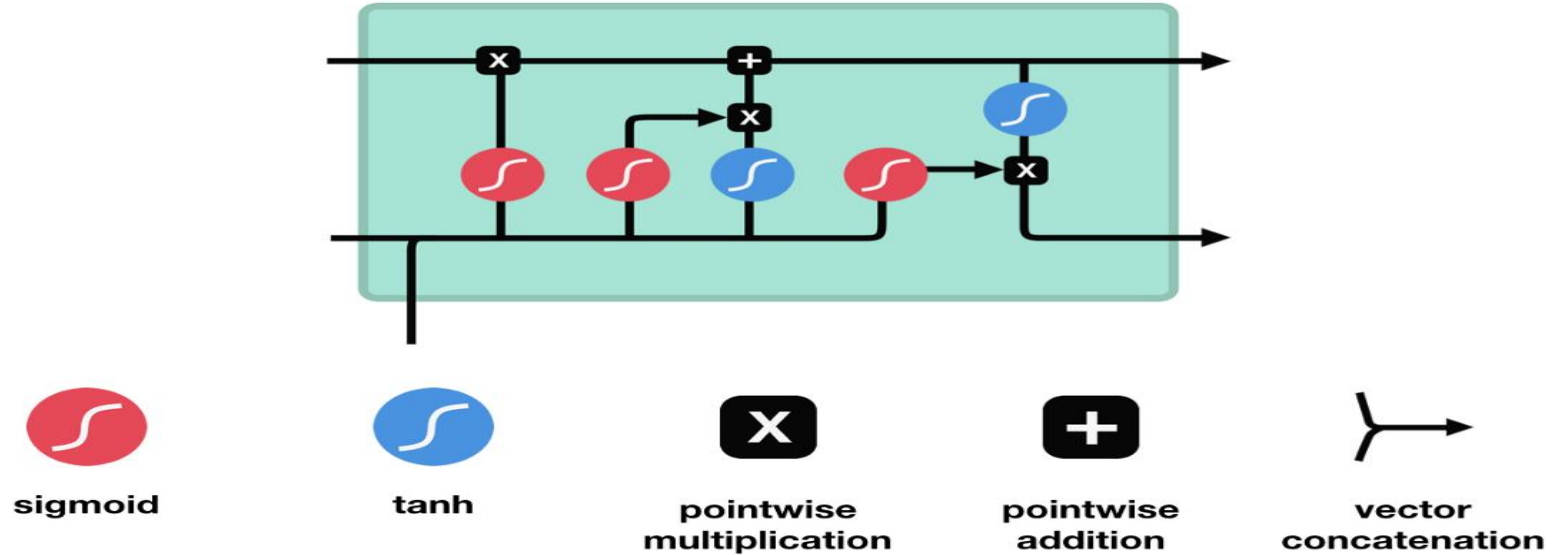 x
+
x
x
sigmoid
tanh
x
pointwise
multiplication
+
pointwise
addition
vector
concatenation